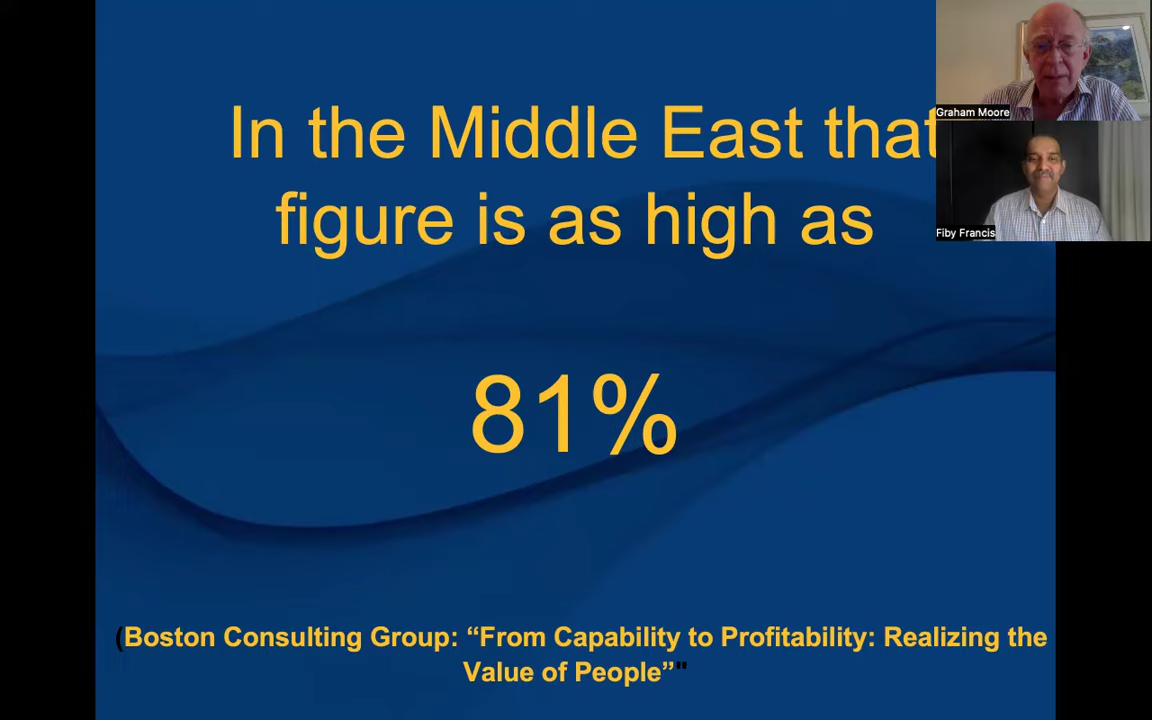 In the Middle East that
figure is as high as
81%
(Boston Consulting Group: “From Capability to Profitability: Realizing the
Value of People”"
Graham Moore
Fiby Francis